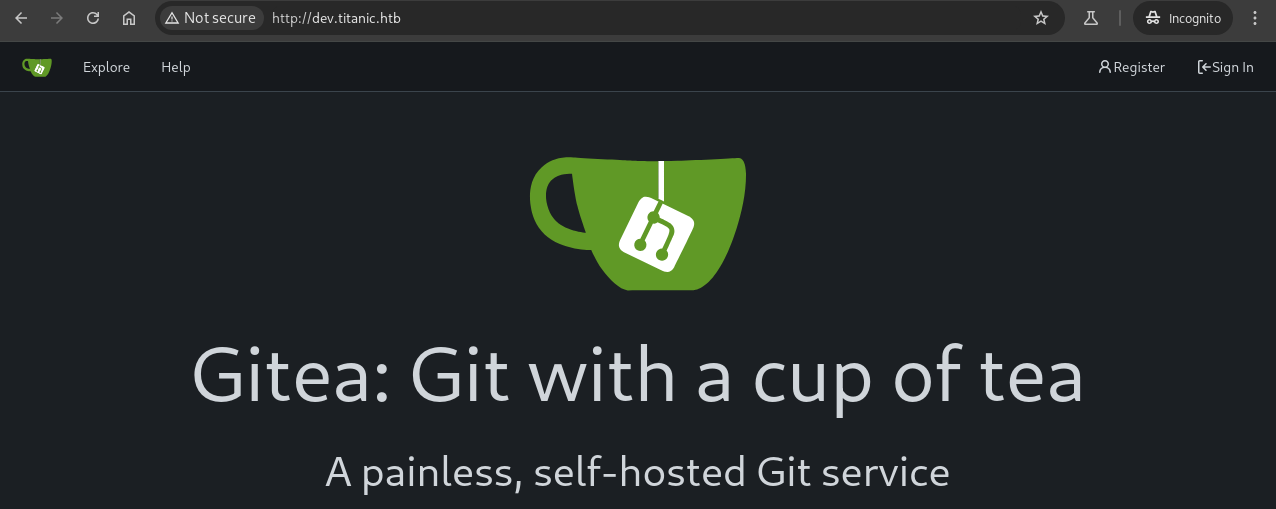 Not secure http://dev.titanic.htb Incognito
Explore Help Register Sign In
Gitea: Git with a cup of tea
A painless, self-hosted Git service